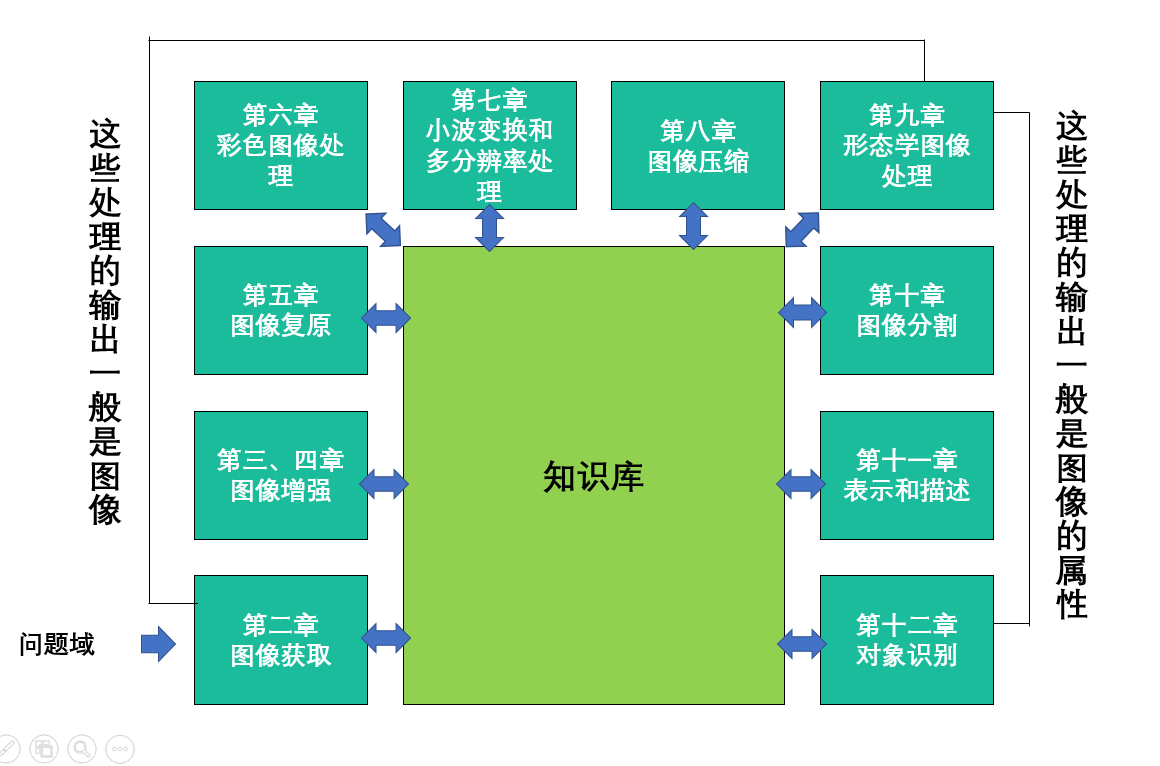 这些处理的输出一般是图像
第六章
彩色图像处
理
第七章
小波变换和
多分辨率处
理
第八章
图像压缩
第九章
形态学图像
处理
这些处理的输出一般是图像的属性
第五章
图像复原
第十章
图像分割
第三、四章
图像增强
知识库
第十一章
表示和描述
问题域
第二章
图像获取
第十二章
对象识别